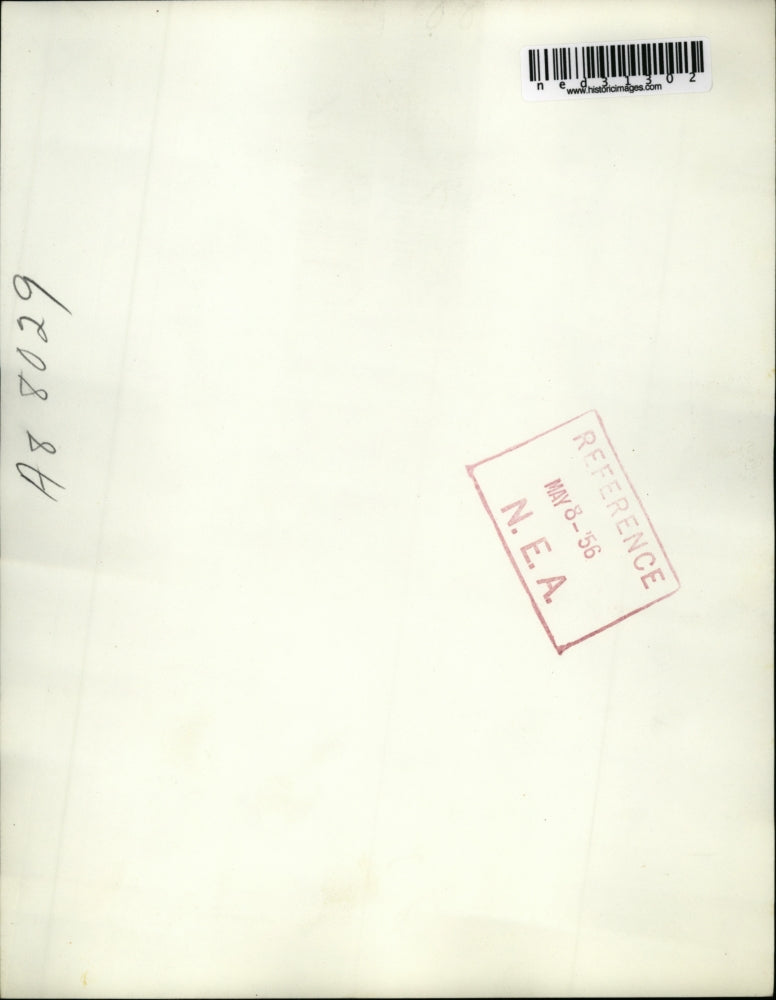 ned31302
www.historicimages.com
A8 8029
REFERENCE
MAY 8-'56
N.E.A.